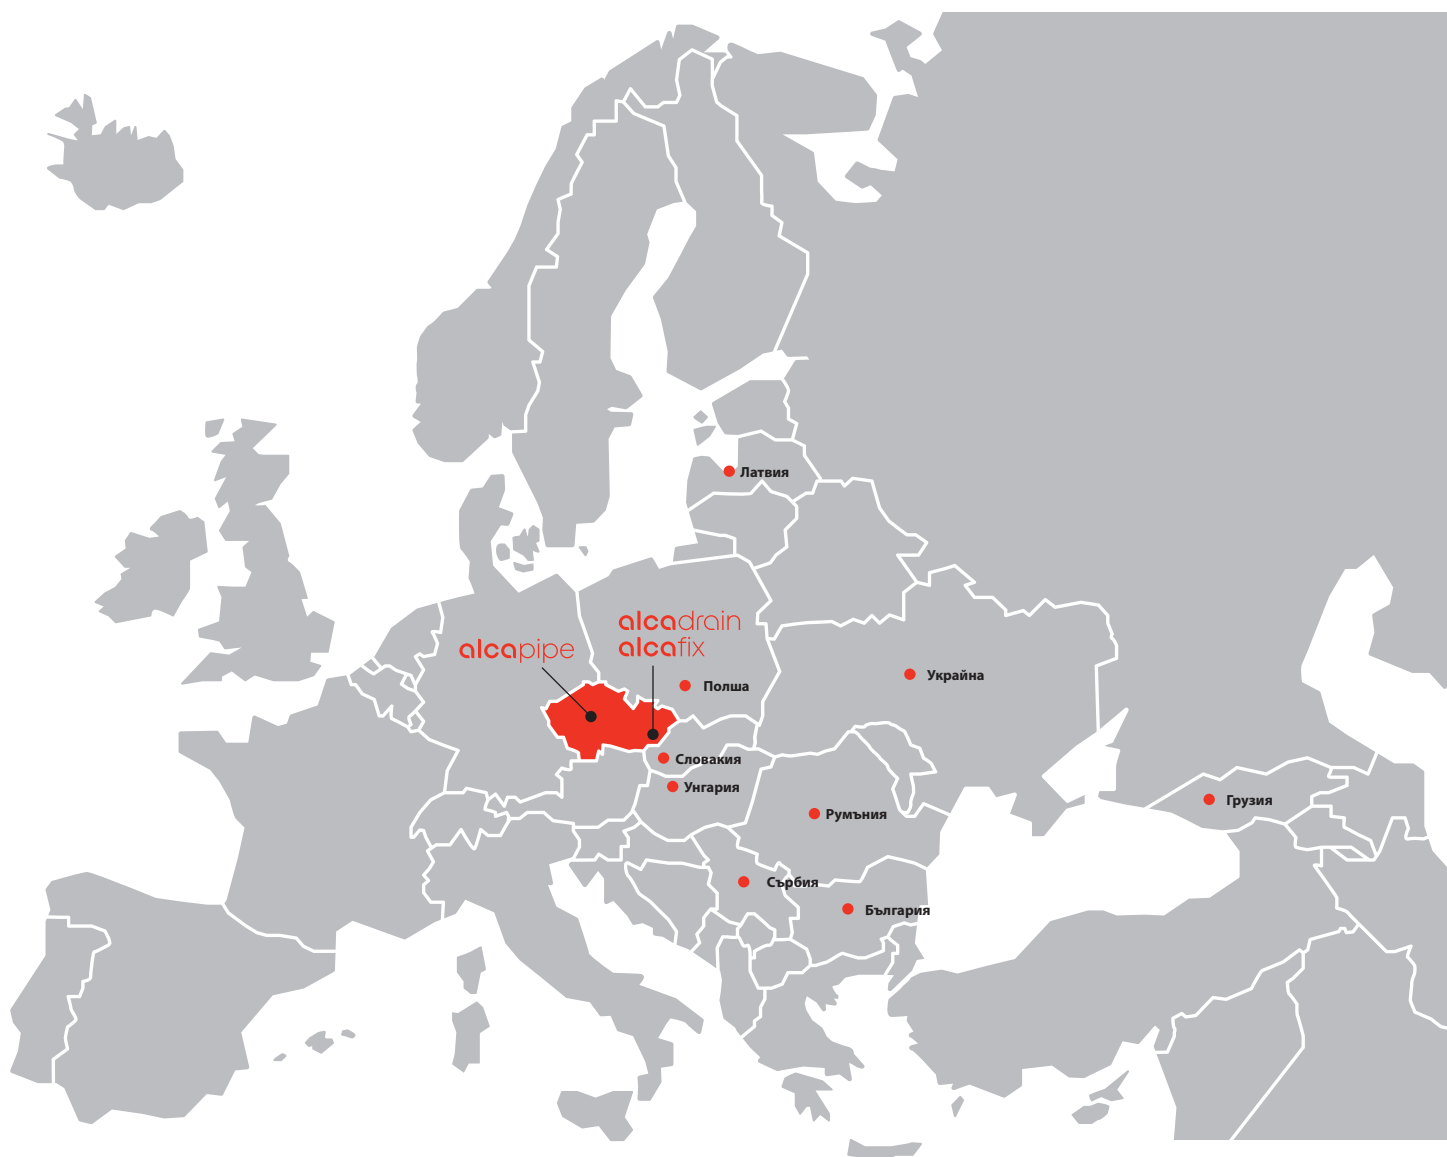 Латвия
alcadrain
alcafix
alcapipe
Украйна
Полша
Словакия
Унгария
Грузия
Румъния
Сърбия
България